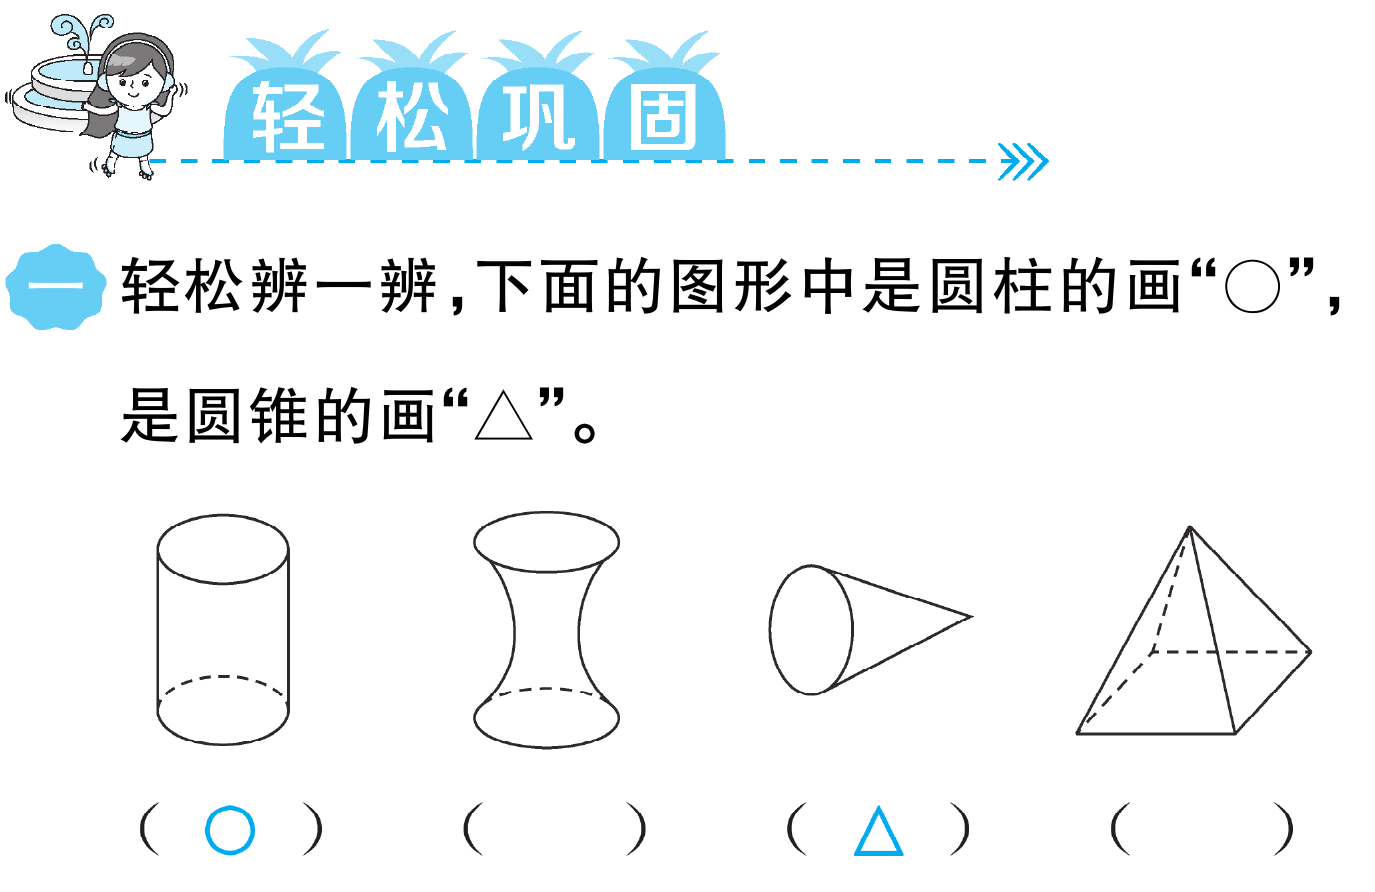 轻松巩固
一 轻松辨一辨,下面的图形中是圆柱的画“○”,
是圆锥的画“△”。
( ○ ) ( ) ( △ ) ( )